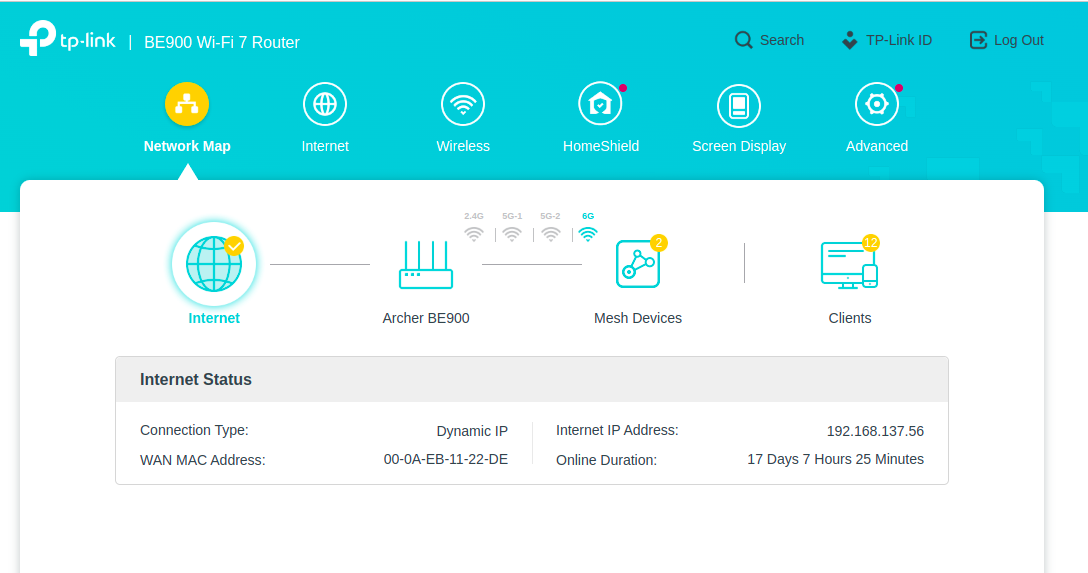 tp-link | BE900 Wi-Fi 7 Router
Search
TP-Link ID
Log Out
Network Map
Internet
Wireless
HomeShield
Screen Display
Advanced
2.4G
5G-1
5G-2
6G
2
12
Internet
Archer BE900
Mesh Devices
Clients
Internet Status
Connection Type: Dynamic IP
Internet IP Address: 192.168.137.56
WAN MAC Address: 00-0A-EB-11-22-DE
Online Duration: 17 Days 7 Hours 25 Minutes